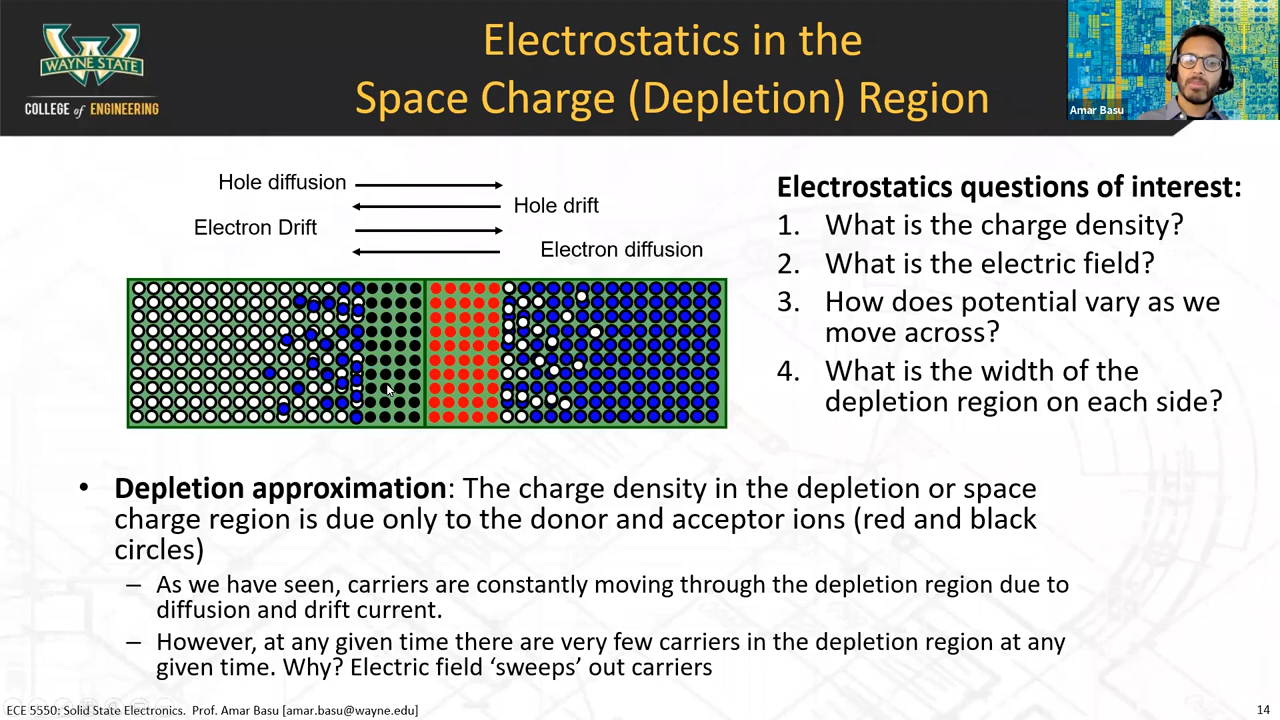 WAYNE STATE
COLLEGE of ENGINEERING
Electrostatics in the
Space Charge (Depletion) Region
Amar Basu
Hole diffusion
Hole drift
Electron Drift
Electron diffusion
Electrostatics questions of interest:
1. What is the charge density?
2. What is the electric field?
3. How does potential vary as we
move across?
4. What is the width of the
depletion region on each side?
• Depletion approximation: The charge density in the depletion or space
charge region is due only to the donor and acceptor ions (red and black
circles)
– As we have seen, carriers are constantly moving through the depletion region due to
diffusion and drift current.
– However, at any given time there are very few carriers in the depletion region at any
given time. Why? Electric field ‘sweeps’ out carriers
ECE 5550: Solid State Electronics. Prof. Amar Basu [amar.basu@wayne.edu]
14